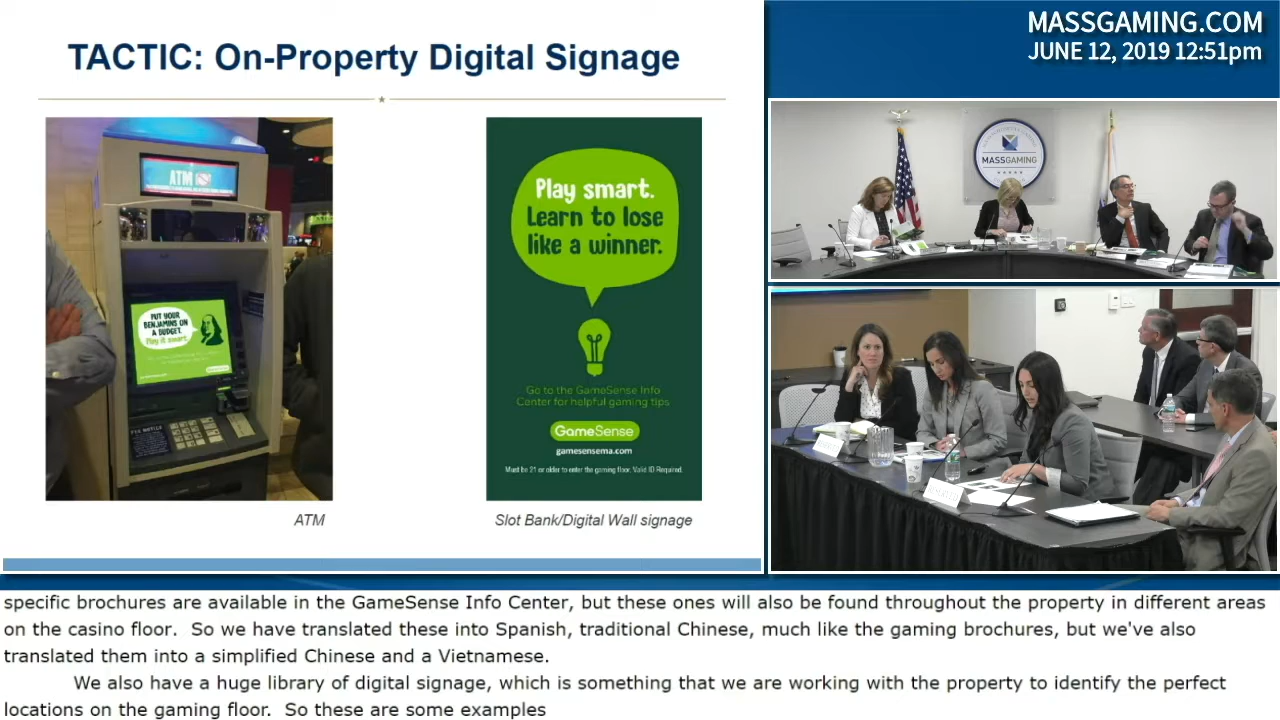 TACTIC: On-Property Digital Signage
ATM
PUT YOUR
BENJAMINS ON
A BUDGET.
Play it smart.
Play smart.
Learn to lose
like a winner.
Go to the GameSense Info
Center for helpful gaming tips
GameSense
gamesensema.com
Must be 21 or older to enter the gaming floor. Valid ID Required.
ATM
Slot Bank/Digital Wall signage
MASSGAMING.COM
JUNE 12, 2019 12:51pm
MASSGAMING
specific brochures are available in the GameSense Info Center, but these ones will also be found throughout the property in different areas
on the casino floor.  So we have translated these into Spanish, traditional Chinese, much like the gaming brochures, but we've also
translated them into a simplified Chinese and a Vietnamese.
We also have a huge library of digital signage, which is something that we are working with the property to identify the perfect
locations on the gaming floor.  So these are some examples